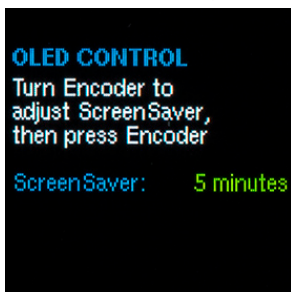 OLED CONTROL
Turn Encoder to
adjust ScreenSaver,
then press Encoder
ScreenSaver: 5 minutes